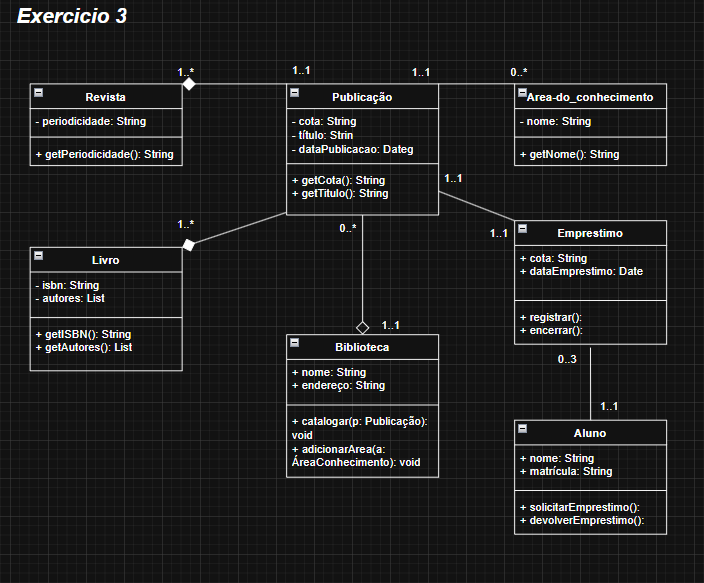 Exercicio 3
1..*
1..1
1..1
0..*
Revista
- periodicidade: String
+ getPeriodicidade(): String
Publicação
- cota: String
- título: Strin
- dataPublicacao: Dateg
+ getCota(): String
+ getTitulo(): String
Area-do_conhecimento
- nome: String
+ getNome(): String
1..1
1..*
0..*
1..1
Livro
- isbn: String
- autores: List
+ getISBN(): String
+ getAutores(): List
Emprestimo
+ cota: String
+ dataEmprestimo: Date
+ registrar():
+ encerrar():
1..1
Biblioteca
+ nome: String
+ endereço: String
+ catalogar(p: Publicação):
void
+ adicionarArea(a:
ÁreaConhecimento): void
0..3
1..1
Aluno
+ nome: String
+ matrícula: String
+ solicitarEmprestimo():
+ devolverEmprestimo():